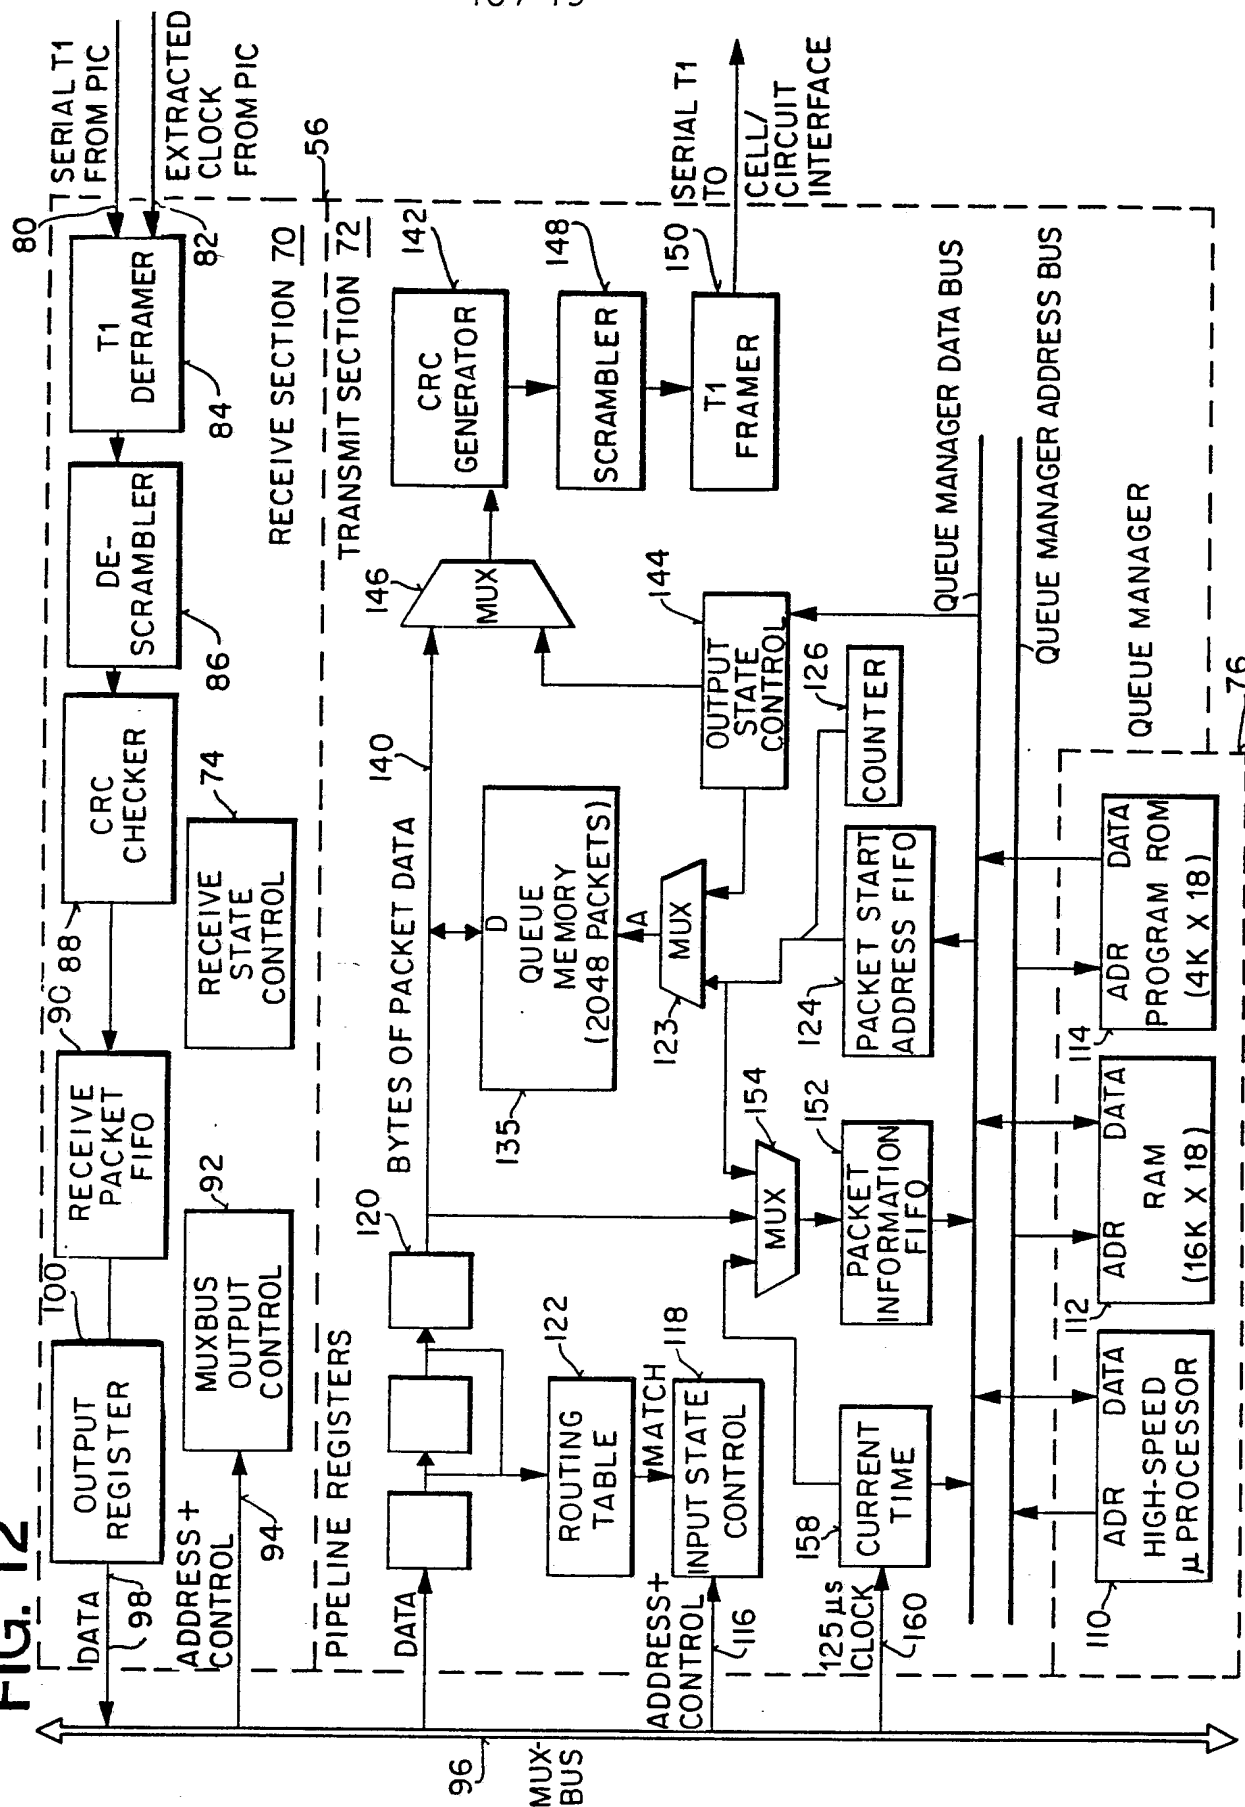 FIG. 12
SERIAL T1
FROM PIC
EXTRACTED
CLOCK
FROM PIC
80
82
T1
DEFRAMER
84
DE-
SCRAMBLER
86
CRC
CHECKER
88
RECEIVE
STATE
CONTROL
74
RECEIVE
PACKET
FIFO
90
MUXBUS
OUTPUT
CONTROL
92
OUTPUT
REGISTER
100
DATA
98
ADDRESS+
CONTROL
94
RECEIVE SECTION 70
TRANSMIT SECTION 72
56
PIPELINE REGISTERS
DATA
120
BYTES OF PACKET DATA
140
ROUTING
TABLE
122
MATCH
INPUT STATE
CONTROL
118
ADDRESS+
CONTROL
116
QUEUE
MEMORY
(2048 PACKETS)
D
A
135
MUX
123
MUX
146
CRC
GENERATOR
142
SCRAMBLER
148
T1
FRAMER
150
SERIAL T1
TO
CELL/
CIRCUIT
INTERFACE
OUTPUT
STATE
CONTROL
144
COUNTER
126
PACKET START
ADDRESS FIFO
124
MUX
154
PACKET
INFORMATION
FIFO
152
CURRENT
TIME
158
125 µs
CLOCK
160
QUEUE MANAGER DATA BUS
QUEUE MANAGER ADDRESS BUS
QUEUE MANAGER
76
ADR DATA
HIGH-SPEED
µ PROCESSOR
110
ADR DATA
RAM
(16K X 18)
112
ADR DATA
PROGRAM ROM
(4K X 18)
114
96
MUX-
BUS